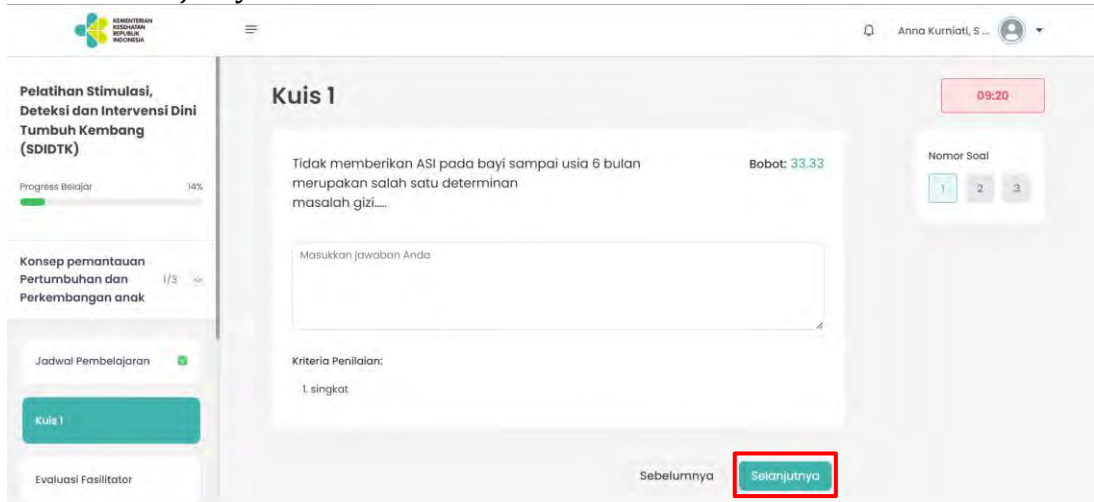 KEMENTERIAN
KESEHATAN
REPUBLIK
INDONESIA
Anna Kurniati, S ...
Pelatihan Stimulasi,
Deteksi dan Intervensi Dini
Tumbuh Kembang
(SDIDTK)
Progress Belajar 14%
Konsep pemantauan
Pertumbuhan dan 1/3
Perkembangan anak
Jadwal Pembelajaran
Kuis 1
Evaluasi Fasilitator
Kuis 1
Tidak memberikan ASI pada bayi sampai usia 6 bulan
merupakan salah satu determinan
masalah gizi.....
Bobot: 33.33
Masukkan jawaban Anda
Kriteria Penilaian:
1. singkat
Sebelumnya
Selanjutnya
09:20
Nomor Soal
1 2 3